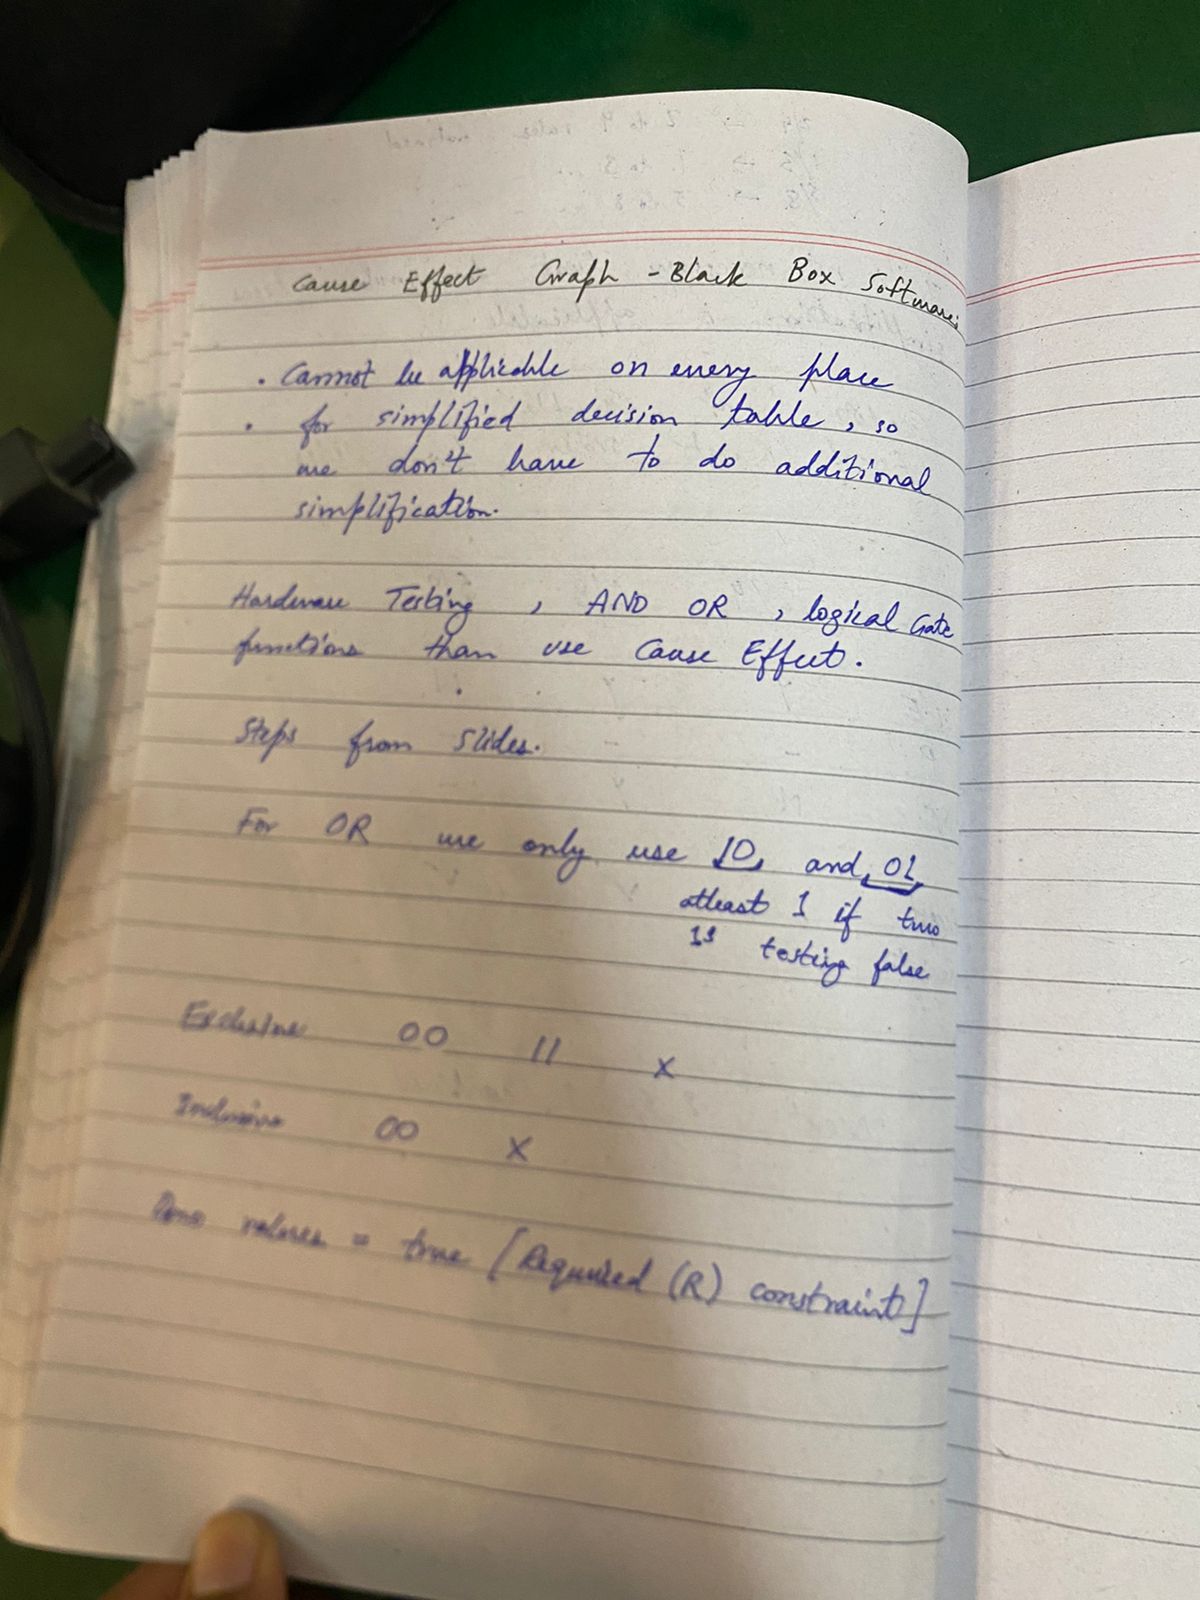 Cause Effect Graph - Black Box Software:
. Cannot be applicable on every place
. for simplified decision table, so
we don't have to do additional
simplification.
Hardware Testing , AND OR , logical Gate
functions than use Cause Effect.
Steps from Slides.
For OR we only use 10, and 01,
atleast 1 if two
1s testing false
Exclusive 00 11 x
Inclusive 00 x
values = true [Required (R) constraint]